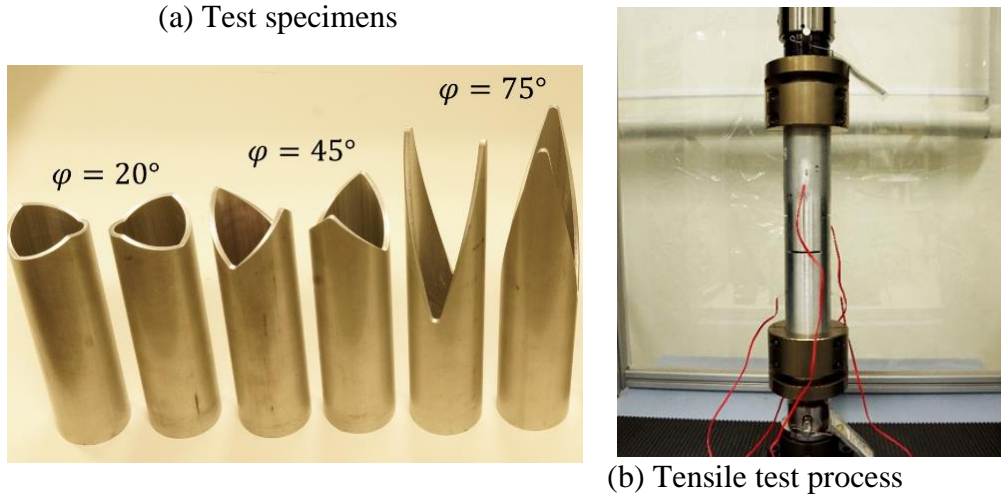 (a) Test specimens
φ = 20°
φ = 45°
φ = 75°
(b) Tensile test process